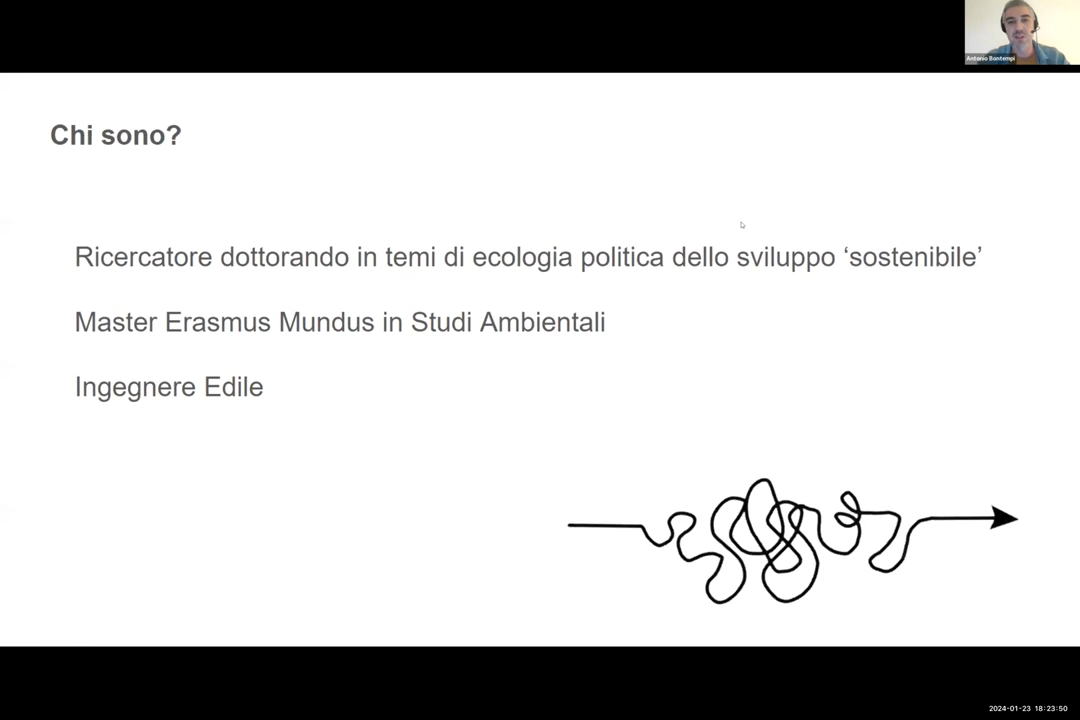 Antonio Bontempi
Chi sono?
Ricercatore dottorando in temi di ecologia politica dello sviluppo ‘sostenibile’
Master Erasmus Mundus in Studi Ambientali
Ingegnere Edile
2024-01-23 18:23:50